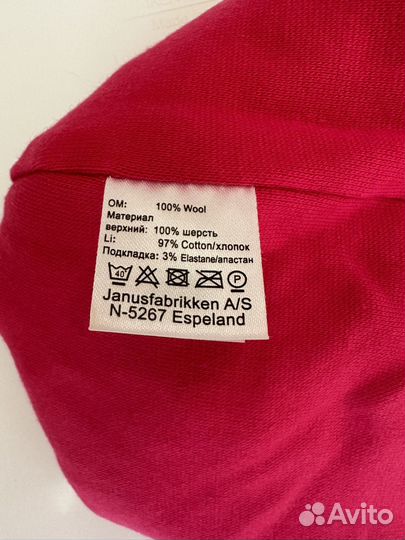 OM: 100% Wool
Материал
верхний: 100% шерсть
Li: 97% Cotton/хлопок
Подкладка: 3% Elastane/эластан
40 P
Janusfabrikken A/S
N-5267 Espeland
Avito